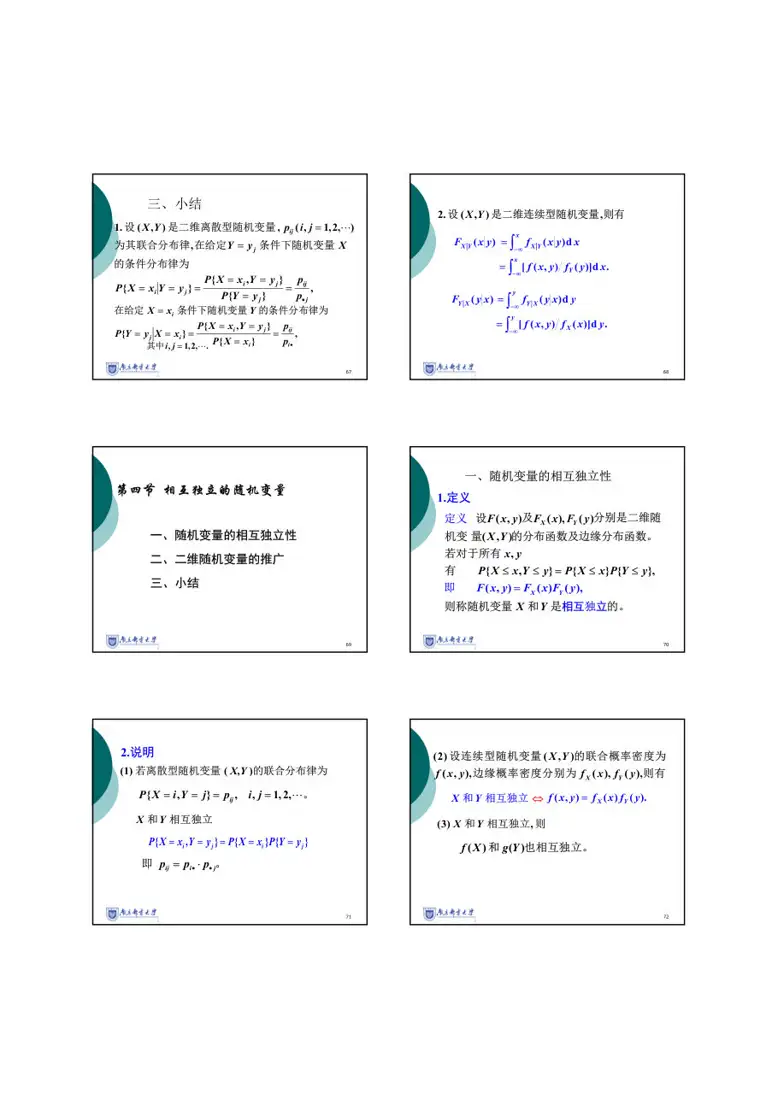 三、小结
1. 设 (X,Y) 是二维离散型随机变量, p_{ij} (i, j = 1,2,⋯)
为其联合分布律,在给定Y = y_j 条件下随机变量 X
的条件分布律为
P{X = x_i|Y = y_j} = P{X = x_i,Y = y_j}/P{Y = y_j} = p_{ij}/p_{•j},
在给定 X = x_i 条件下随机变量 Y 的条件分布律为
P{Y = y_j|X = x_i} = P{X = x_i,Y = y_j}/P{X = x_i} = p_{ij}/p_{i•},
其中 i, j = 1,2,⋯,
67
2. 设 (X,Y) 是二维连续型随机变量,则有
F_{X|Y}(x|y) = ∫_{−∞}^{x} f_{X|Y}(x|y)d x
= ∫_{−∞}^{x} [f(x, y)/f_Y(y)]d x.
F_{Y|X}(y|x) = ∫_{−∞}^{y} f_{Y|X}(y|x)d y
= ∫_{−∞}^{y} [f(x, y)/f_X(x)]d y.
68
第四节 相互独立的随机变量
一、随机变量的相互独立性
二、二维随机变量的推广
三、小结
69
一、随机变量的相互独立性
1.定义
定义 设F(x, y)及F_X(x), F_Y(y)分别是二维随
机变 量(X,Y)的分布函数及边缘分布函数。
若对于所有 x, y
有 P{X ≤ x,Y ≤ y} = P{X ≤ x}P{Y ≤ y},
即 F(x, y) = F_X(x)F_Y(y),
则称随机变量 X 和 Y 是相互独立的。
70
2.说明
(1) 若离散型随机变量 ( X,Y )的联合分布律为
P{X = i,Y = j} = p_{ij}, i, j = 1,2,⋯。
X 和 Y 相互独立
P{X = x_i,Y = y_j} = P{X = x_i}P{Y = y_j}
即 p_{ij} = p_{i•} · p_{•j}。
71
(2) 设连续型随机变量 (X,Y)的联合概率密度为
f(x, y),边缘概率密度分别为 f_X(x), f_Y(y),则有
X 和 Y 相互独立 ⇔ f(x, y) = f_X(x)f_Y(y).
(3) X 和 Y 相互独立, 则
f(X) 和 g(Y)也相互独立。
72